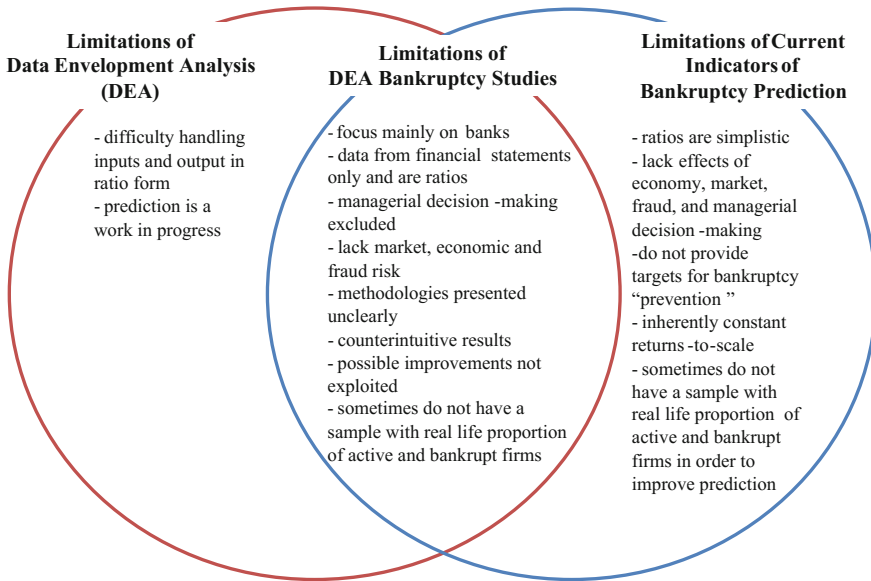 Limitations of
Data Envelopment Analysis
(DEA)
- difficulty handling
inputs and output in
ratio form
- prediction is a
work in progress
Limitations of
DEA Bankruptcy Studies
- focus mainly on banks
- data from financial statements
only and are ratios
- managerial decision -making
excluded
- lack market, economic and
fraud risk
- methodologies presented
unclearly
- counterintuitive results
- possible improvements not
exploited
- sometimes do not have a
sample with real life proportion
of active and bankrupt firms
Limitations of Current
Indicators of
Bankruptcy Prediction
- ratios are simplistic
- lack effects of
economy, market,
fraud, and managerial
decision -making
-do not provide
targets for bankruptcy
“prevention ”
- inherently constant
returns -to-scale
- sometimes do not
have a sample with
real life proportion of
active and bankrupt
firms in order to
improve prediction